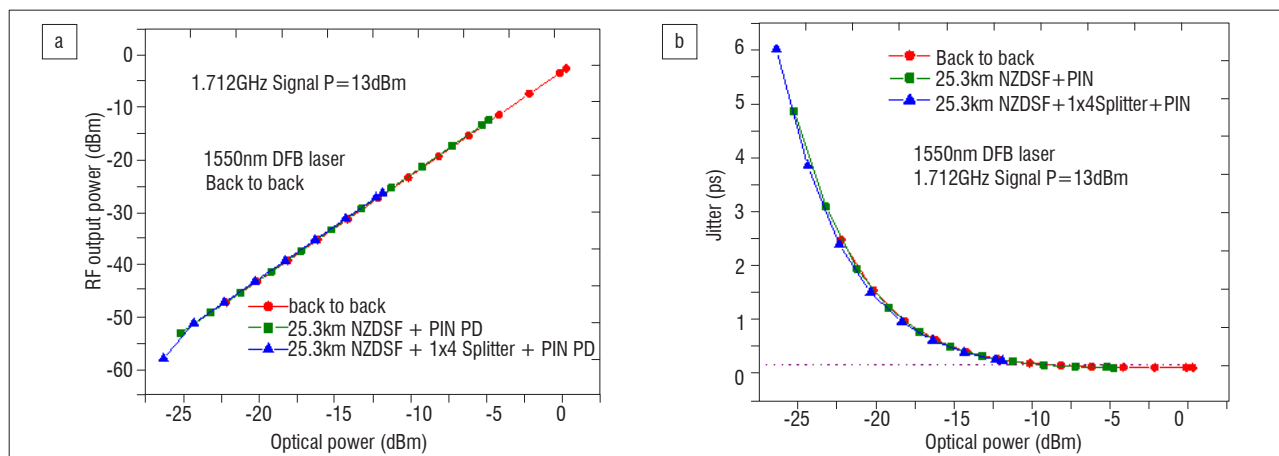 a
RF output power (dBm)
0
-10
-20
-30
-40
-50
-60
1.712GHz Signal P=13dBm
1550nm DFB laser
Back to back
back to back
25.3km NZDSF + PIN PD
25.3km NZDSF + 1x4 Splitter + PIN PD
-25 -20 -15 -10 -5 0
Optical power (dBm)
b
Jitter (ps)
6
5
4
3
2
1
0
Back to back
25.3km NZDSF+PIN
25.3km NZDSF+1x4Splitter+PIN
1550nm DFB laser
1.712GHz Signal P=13dBm
-25 -20 -15 -10 -5 0
Optical power (dBm)